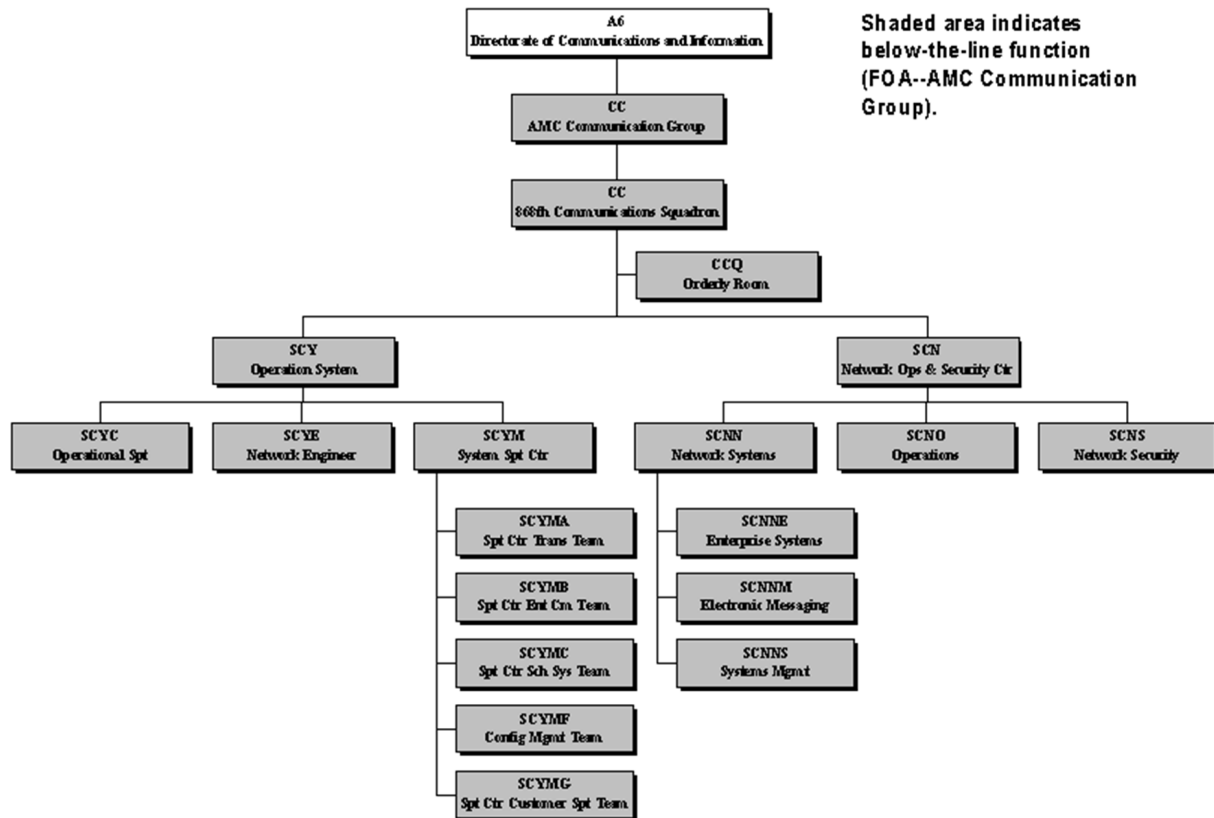 A6
Directorate of Communications and Information
Shaded area indicates
below-the-line function
(FOA--AMC Communication
Group).
CC
AMC Communication Group
CC
868th Communications Squadron
CCQ
Orderly Room
SCY
Operation System
SCN
Network Ops & Security Ctr
SCYC
Operational Spt
SCYE
Network Engineer
SCYM
System Spt Ctr
SCNN
Network Systems
SCNO
Operations
SCNS
Network Security
SCYMA
Spt Ctr Trans Team
SCNNE
Enterprise Systems
SCYMB
Spt Ctr Ent Cm Team
SCNNM
Electronic Messaging
SCYMC
Spt Ctr Sch Sys Team
SCNNS
Systems Mgmt
SCYMF
Config Mgmt Team
SCYMG
Spt Ctr Customer Spt Team